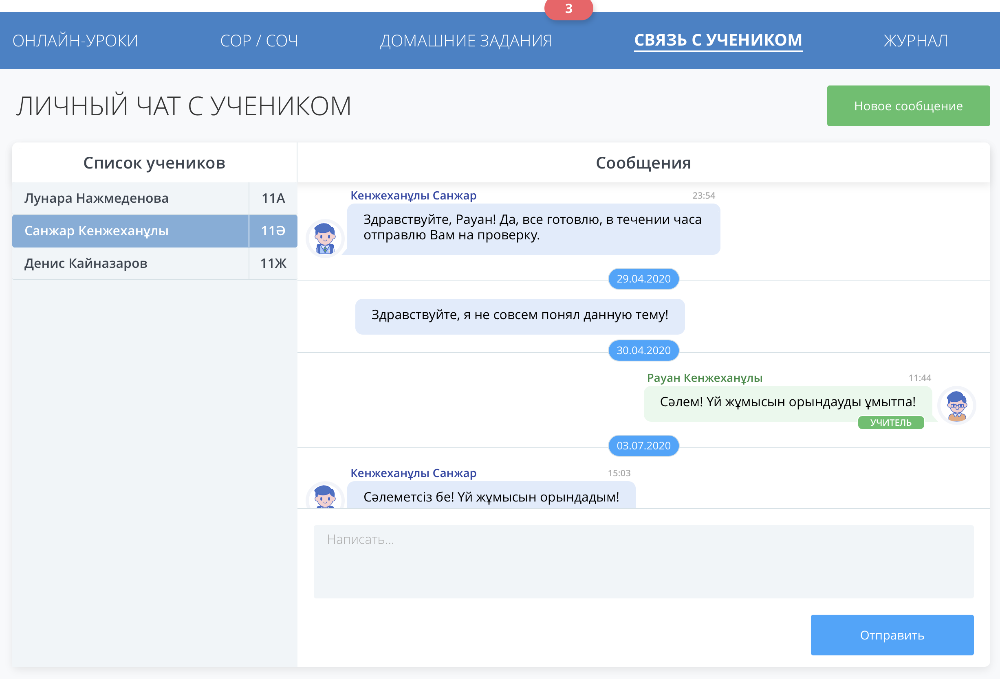 3
ОНЛАЙН-УРОКИ
СОР / СОЧ
ДОМАШНИЕ ЗАДАНИЯ
СВЯЗЬ С УЧЕНИКОМ
ЖУРНАЛ
ЛИЧНЫЙ ЧАТ С УЧЕНИКОМ
Новое сообщение
Список учеников
Лунара Нажмеденова
11А
Санжар Кенжеханұлы
11Ә
Денис Кайназаров
11Ж
Сообщения
Кенжеханұлы Санжар
23:54
Здравствуйте, Рауан! Да, все готовлю, в течении часа
отправлю Вам на проверку.
29.04.2020
Здравствуйте, я не совсем понял данную тему!
30.04.2020
Рауан Кенжеханұлы
11:44
Сәлем! Үй жұмысын орындауды ұмытпа!
УЧИТЕЛЬ
03.07.2020
Кенжеханұлы Санжар
15:03
Сәлеметсіз бе! Үй жұмысын орындадым!
Написать...
Отправить